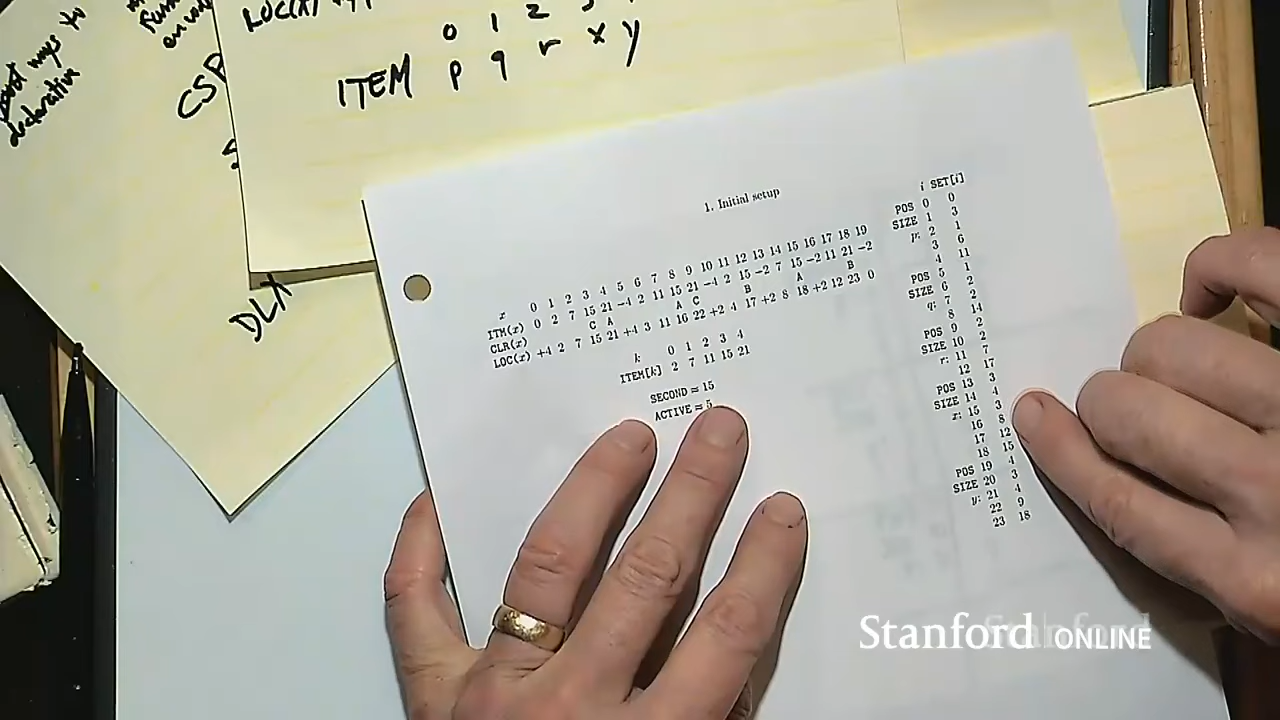 ways to
declarative
CSP
DLX
LOC(x)
0 1 2
ITEM p q r x y
1. Initial setup
x 0 1 2 3 4 5 6 7 8 9 10 11 12 13 14 15 16 17 18 19
ITM(x) 0 2 7 15 21 −4 2 11 15 21 −4 2 15 −2 7 15 −2 11 21 −2
CLR(x) C A A C B A B
LOC(x) +4 2 7 15 21 +4 3 11 16 22 +2 4 17 +2 8 18 +2 12 23 0
k: 0 1 2 3 4
ITEM[k] 2 7 11 15 21
SECOND = 15
ACTIVE = 5
i SET[i]
POS 0 0
SIZE 1 3
p: 2 1
3 6
4 11
POS 5 1
SIZE 6 2
q: 7 2
8 14
POS 9 2
SIZE 10 2
r: 11 7
12 17
POS 13 3
SIZE 14 4
x: 15 3
16 8
17 12
18 15
POS 19 4
SIZE 20 3
y: 21 4
22 9
23 18
Stanford ONLINE